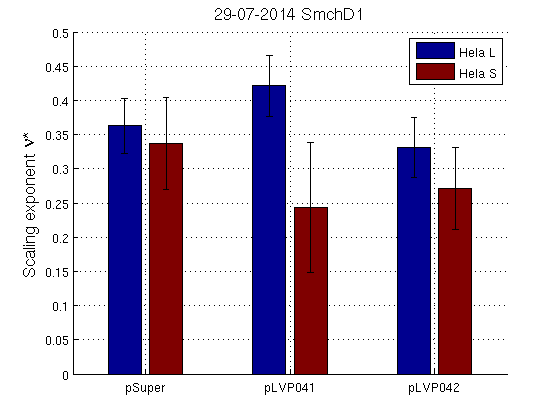 29-07-2014 SmchD1
Hela L
Hela S
Scaling exponent ν*
0.5
0.45
0.4
0.35
0.3
0.25
0.2
0.15
0.1
0.05
0
pSuper
pLVP041
pLVP042